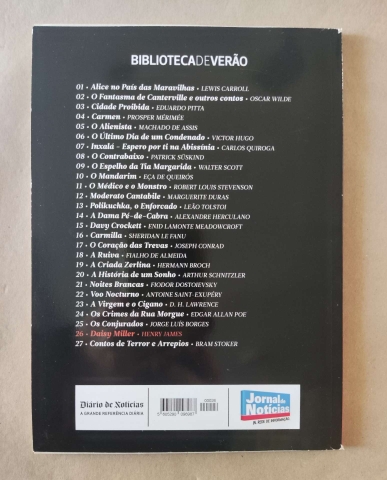 BIBLIOTECADEVERÃO
01 • Alice no País das Maravilhas • LEWIS CARROLL
02 • O Fantasma de Canterville e outros contos • OSCAR WILDE
03 • Cidade Proibida • EDUARDO PITTA
04 • Carmen • PROSPER MÉRIMÉE
05 • O Alienista • MACHADO DE ASSIS
06 • O Último Dia de um Condenado • VICTOR HUGO
07 • Inxalá - Espero por ti na Abissínia • CARLOS QUIROGA
08 • O Contrabaixo • PATRICK SÜSKIND
09 • O Espelho da Tia Margarida • WALTER SCOTT
10 • O Mandarim • EÇA DE QUEIRÓS
11 • O Médico e o Monstro • ROBERT LOUIS STEVENSON
12 • Moderato Cantabile • MARGUERITE DURAS
13 • Polikuchka, o Enforcado • LEÃO TOLSTOI
14 • A Dama Pé-de-Cabra • ALEXANDRE HERCULANO
15 • Davy Crockett • ENID LAMONTE MEADOWCROFT
16 • Carmilla • SHERIDAN LE FANU
17 • O Coração das Trevas • JOSEPH CONRAD
18 • A Ruiva • FIALHO DE ALMEIDA
19 • A Criada Zerlina • HERMANN BROCH
20 • A História de um Sonho • ARTHUR SCHNITZLER
21 • Noites Brancas • FIODOR DOSTOIEVSKY
22 • Voo Nocturno • ANTOINE SAINT-EXUPÉRY
23 • A Virgem e o Cigano • D. H. LAWRENCE
24 • Os Crimes da Rua Morgue • EDGAR ALLAN POE
25 • Os Conjurados • JORGE LUÍS BORGES
26 • Daisy Miller • HENRY JAMES
27 • Contos de Terror e Arrepios • BRAM STOKER
Diário de Notícias
A GRANDE REFERÊNCIA DIÁRIA
00026
Jornal de
Notícias